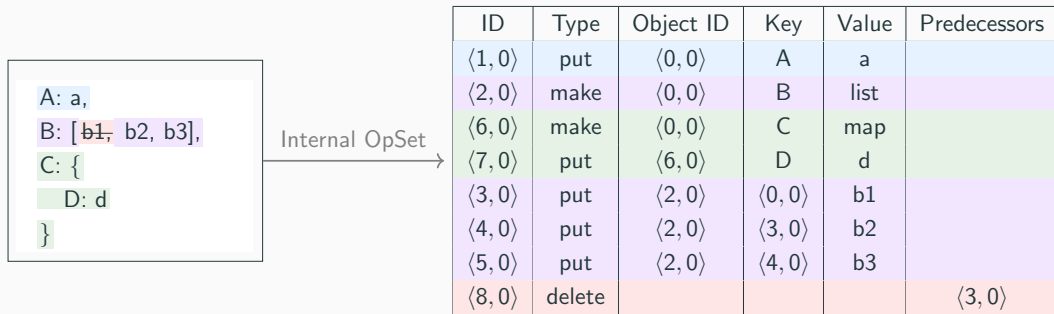 A: a,
B: [ b1, b2, b3],
C: {
D: d
}
Internal OpSet
ID Type Object ID Key Value Predecessors
⟨1, 0⟩ put ⟨0, 0⟩ A a
⟨2, 0⟩ make ⟨0, 0⟩ B list
⟨6, 0⟩ make ⟨0, 0⟩ C map
⟨7, 0⟩ put ⟨6, 0⟩ D d
⟨3, 0⟩ put ⟨2, 0⟩ ⟨0, 0⟩ b1
⟨4, 0⟩ put ⟨2, 0⟩ ⟨3, 0⟩ b2
⟨5, 0⟩ put ⟨2, 0⟩ ⟨4, 0⟩ b3
⟨8, 0⟩ delete ⟨3, 0⟩